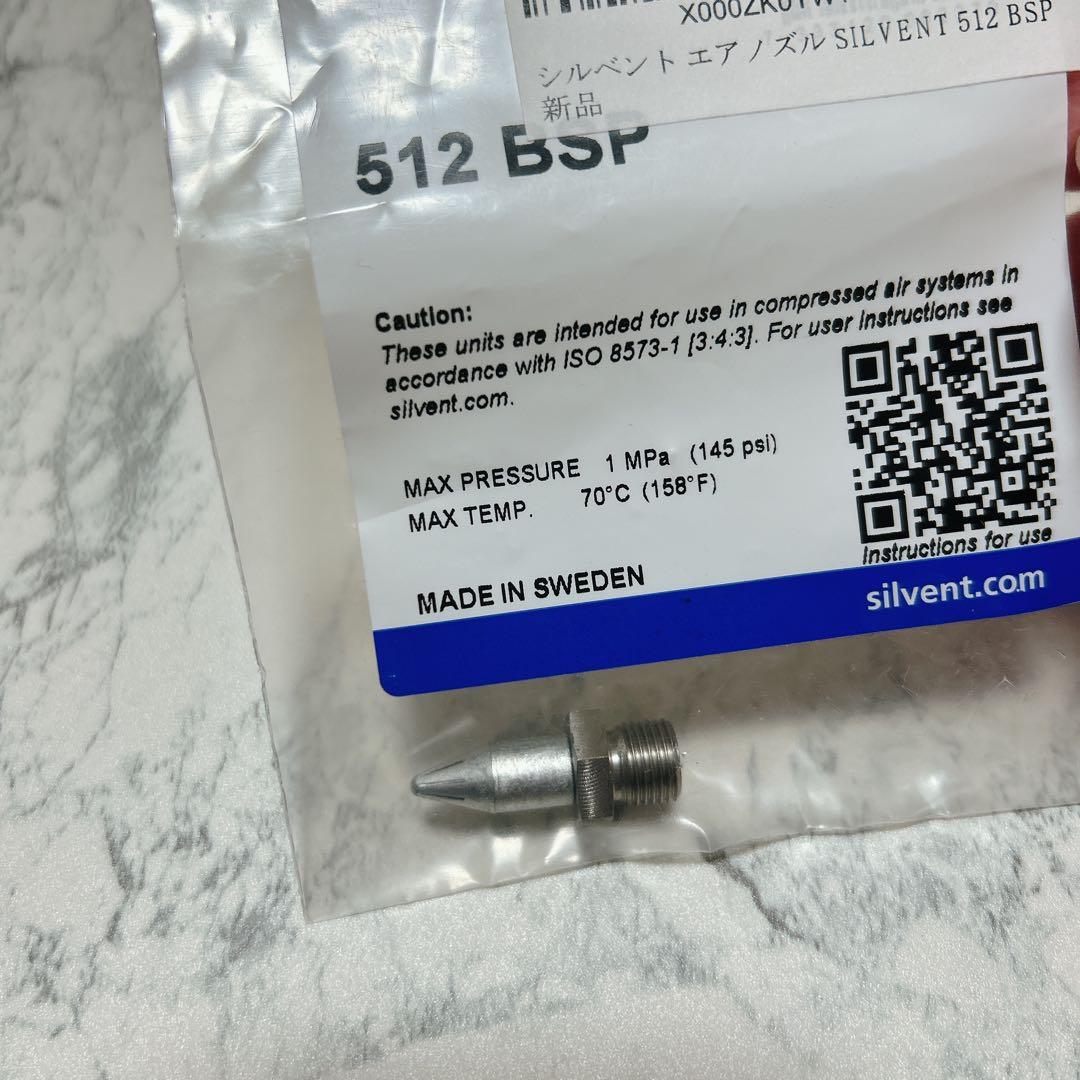 シルベント エアノズル SILVENT 512 BSP
新品
512 BSP
Caution:
These units are intended for use in compressed air systems in
accordance with ISO 8573-1 [3:4:3]. For user instructions see
silvent.com.
MAX PRESSURE 1 MPa (145 psi)
MAX TEMP. 70°C (158°F)
Instructions for use
MADE IN SWEDEN
silvent.com